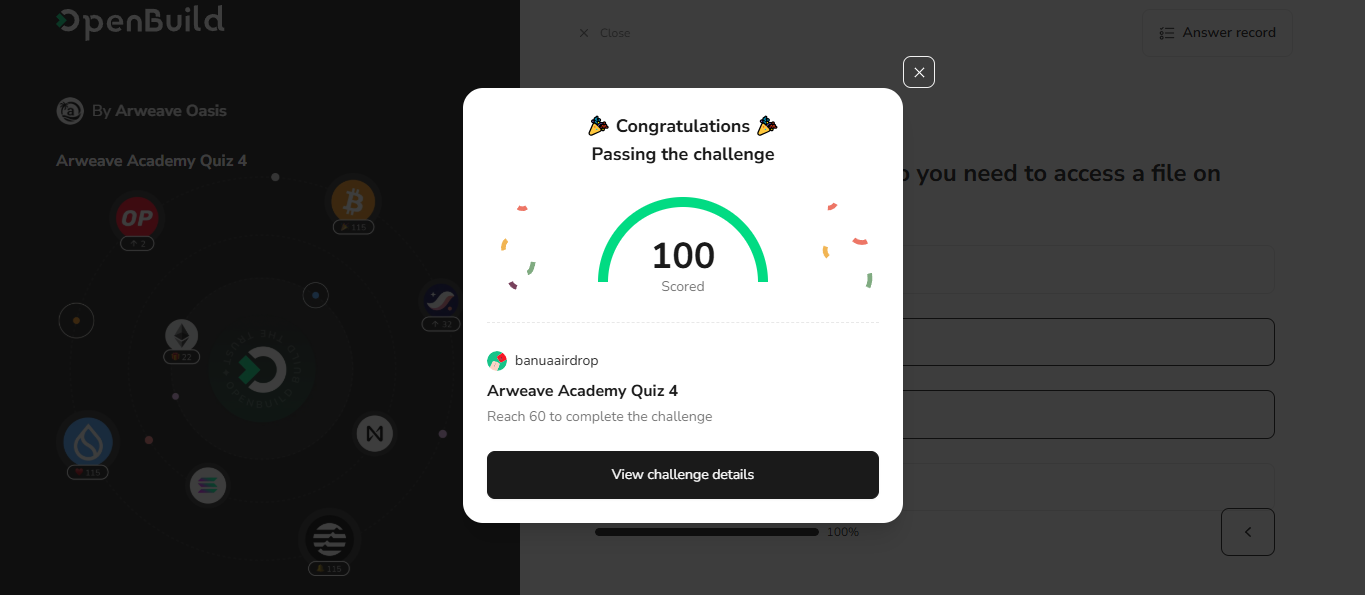 OpenBuild
By Arweave Oasis
Arweave Academy Quiz 4
OP
2
115
32
22
115
115
Close
Answer record
you need to access a file on
100%
Congratulations
Passing the challenge
100
Scored
banuaairdrop
Arweave Academy Quiz 4
Reach 60 to complete the challenge
View challenge details